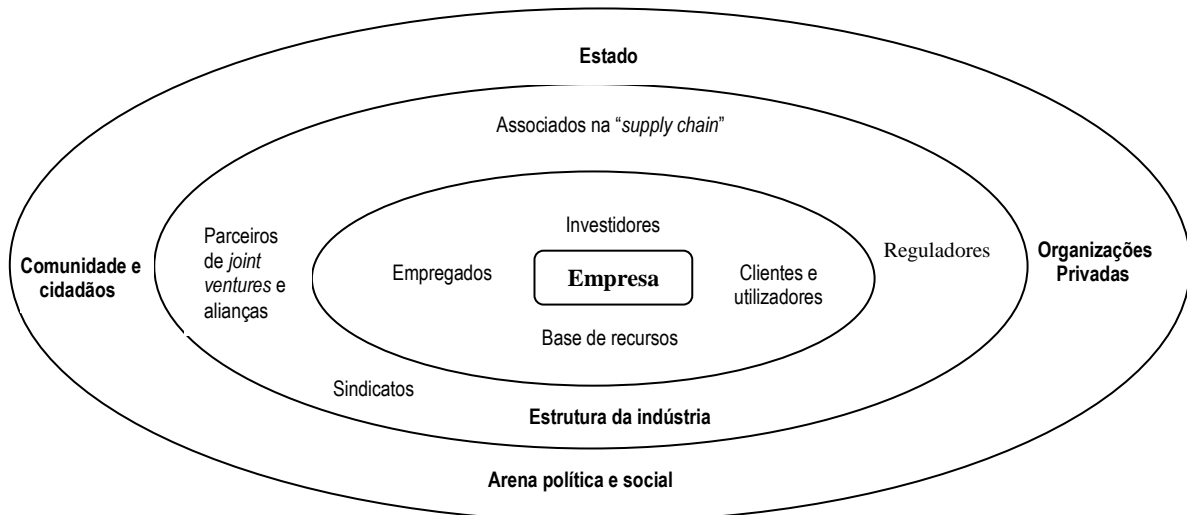 Estado
Associados na “supply chain”
Parceiros
de joint
ventures e
alianças
Investidores
Reguladores
Comunidade e
cidadãos
Empregados
Empresa
Clientes e
utilizadores
Organizações
Privadas
Base de recursos
Sindicatos
Estrutura da indústria
Arena política e social